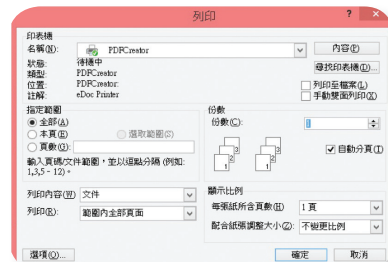 列印
? ×
印表機
名稱(N): PDFCreator
內容(P)
狀態: 待機中
尋找印表機(D)...
類型: PDFCreator
位置: PDFCreator:
列印至檔案(L)
註解: eDoc Printer
手動雙面列印(X)
指定範圍
全部(A)
本頁(E)
選取範圍(S)
頁數(G):
輸入頁碼/文件範圍，並以逗點分隔 (例如:
1,3,5 - 12)。
份數
份數(C): 1
3 3
2 2
1 1
自動分頁(T)
列印內容(W) 文件
列印(R): 範圍內全部頁面
顯示比例
每張紙所含頁數(H) 1 頁
配合紙張調整大小(Z): 不變更比例
選項(O)...
確定
取消